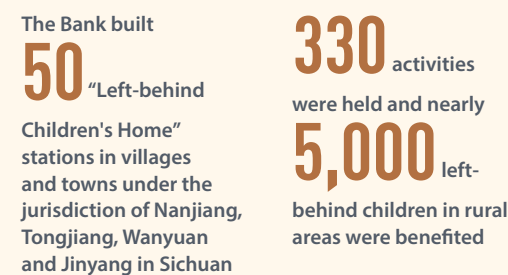 The Bank built
50 “Left-behind
Children's Home”
stations in villages
and towns under the
jurisdiction of Nanjiang,
Tongjiang, Wanyuan
and Jinyang in Sichuan
330 activities
were held and nearly
5,000 left-
behind children in rural
areas were benefited